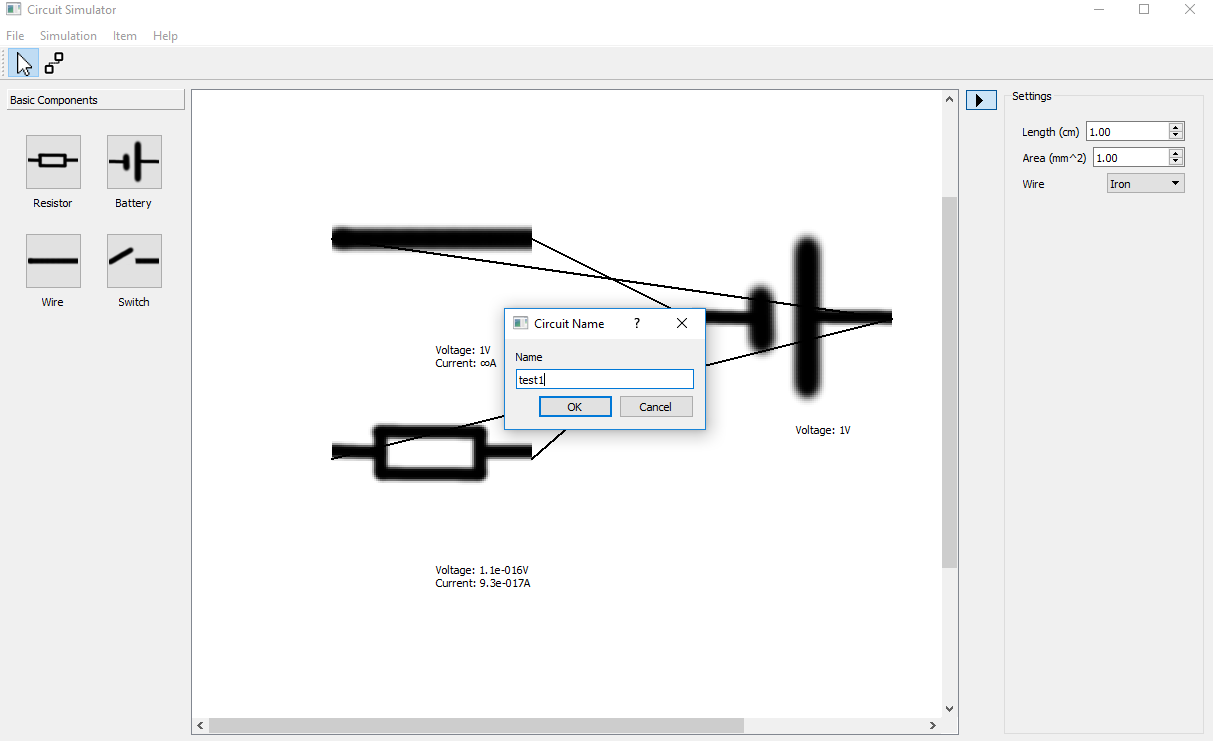 Circuit Simulator
File Simulation Item Help
Basic Components
Resistor Battery
Wire Switch
Voltage: 1V
Current: ∞A
Circuit Name ?
Name
test1
OK Cancel
Voltage: 1V
Voltage: 1.1e-016V
Current: 9.3e-017A
Settings
Length (cm) 1.00
Area (mm^2) 1.00
Wire Iron